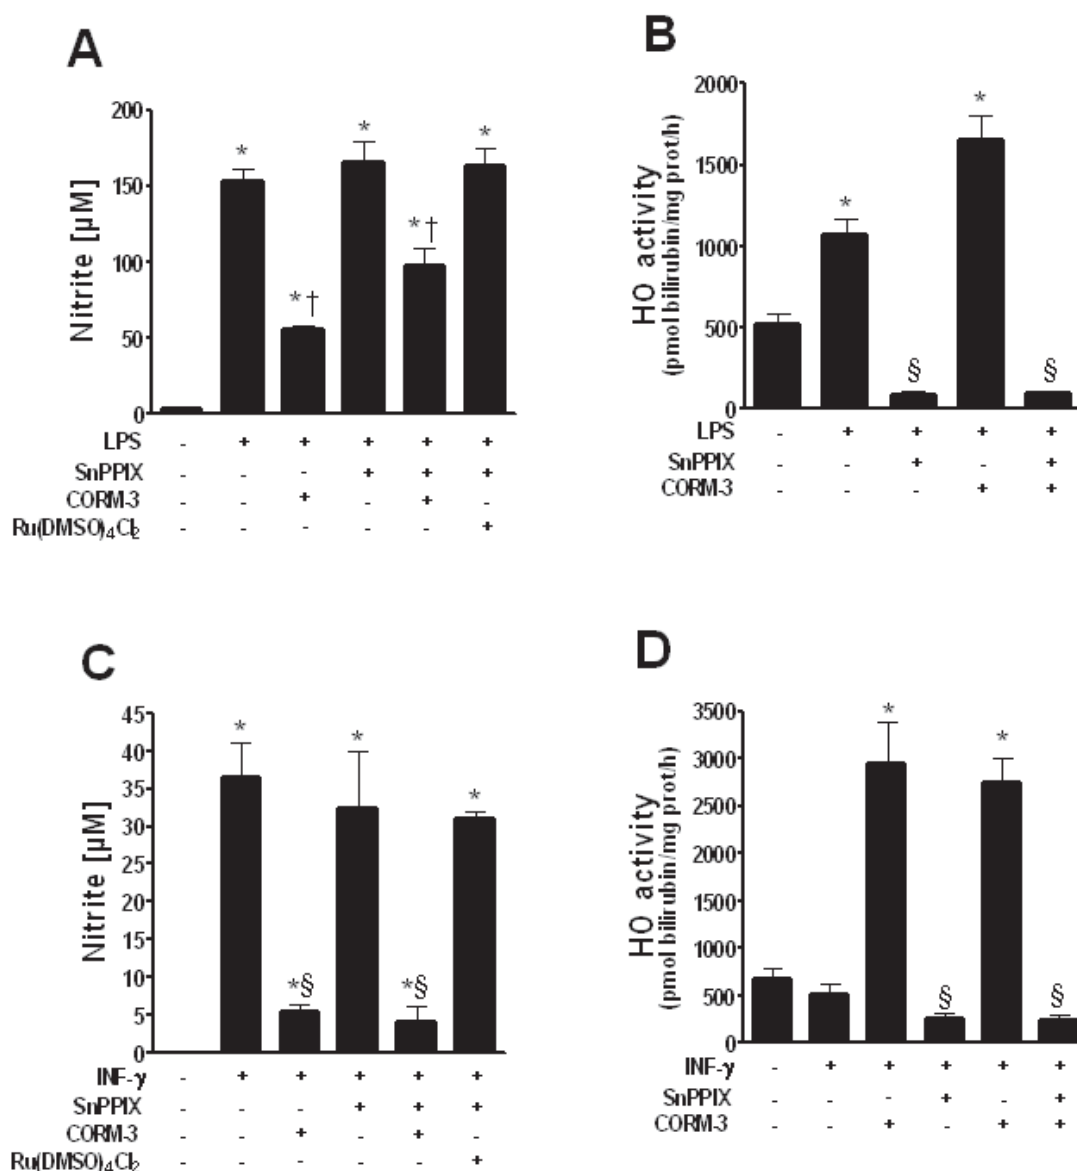 A
Nitrite [µM]
200
150
100
50
0
*
*†
*
*†
*
LPS - + + + + +
SnPPIX - - - + + +
CORM-3 - - + - + -
Ru(DMSO)4Cl2 - - - - - +
B
HO activity
(pmol bilirubin/mg prot/h)
2000
1500
1000
500
0
*
§
*
§
LPS - + + + +
SnPPIX - - + - +
CORM-3 - - - + +
C
Nitrite [µM]
45
40
35
30
25
20
15
10
5
0
*
*§
*
*§
*
INF-γ - + + + + +
SnPPIX - - - + + +
CORM-3 - - + - + -
Ru(DMSO)4Cl2 - - - - - +
D
HO activity
(pmol bilirubin/mg prot/h)
3500
3000
2500
2000
1500
1000
500
0
*
§
*
§
INF-γ - + + + + +
SnPPIX - - - + - +
CORM-3 - - + - + +